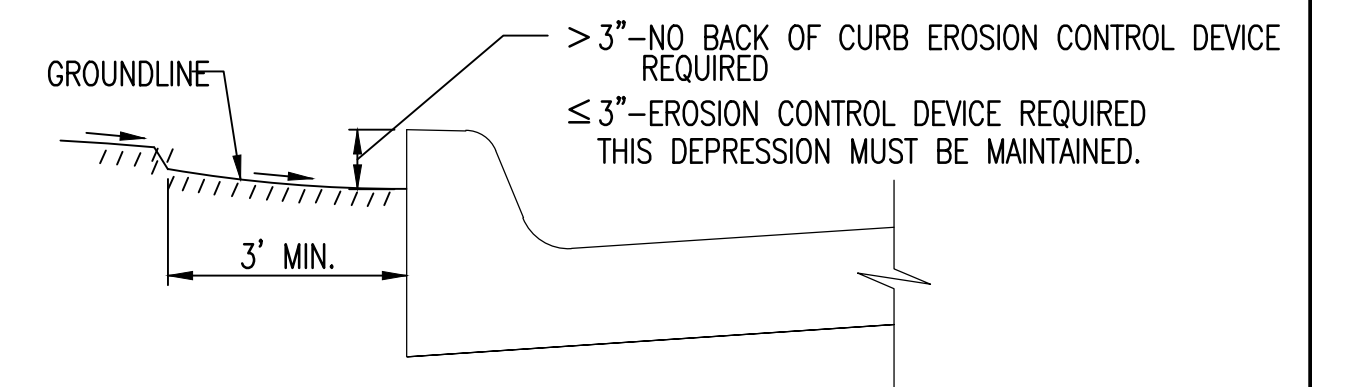 >3"-NO BACK OF CURB EROSION CONTROL DEVICE
REQUIRED
GROUNDLINE
≤3"-EROSION CONTROL DEVICE REQUIRED
THIS DEPRESSION MUST BE MAINTAINED.
3' MIN.